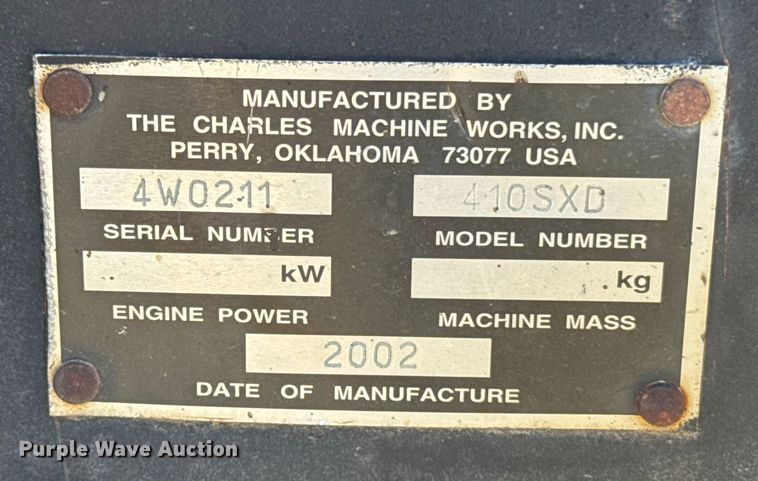 MANUFACTURED BY
THE CHARLES MACHINE WORKS, INC.
PERRY, OKLAHOMA 73077 USA
4W0211 410SXD
SERIAL NUMBER MODEL NUMBER
kW kg
ENGINE POWER MACHINE MASS
2002
DATE OF MANUFACTURE
Purple Wave Auction